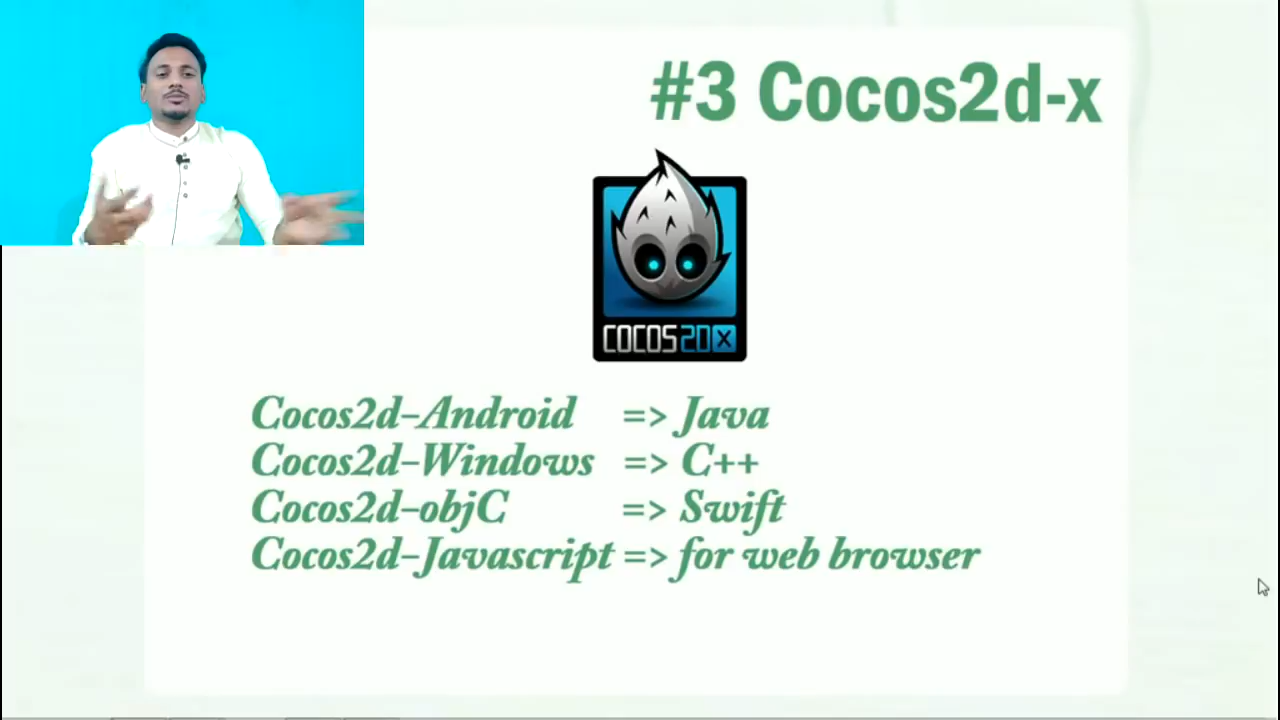 #3 Cocos2d-x
COCOS2DX
Cocos2d-Android => Java
Cocos2d-Windows => C++
Cocos2d-objC => Swift
Cocos2d-Javascript => for web browser